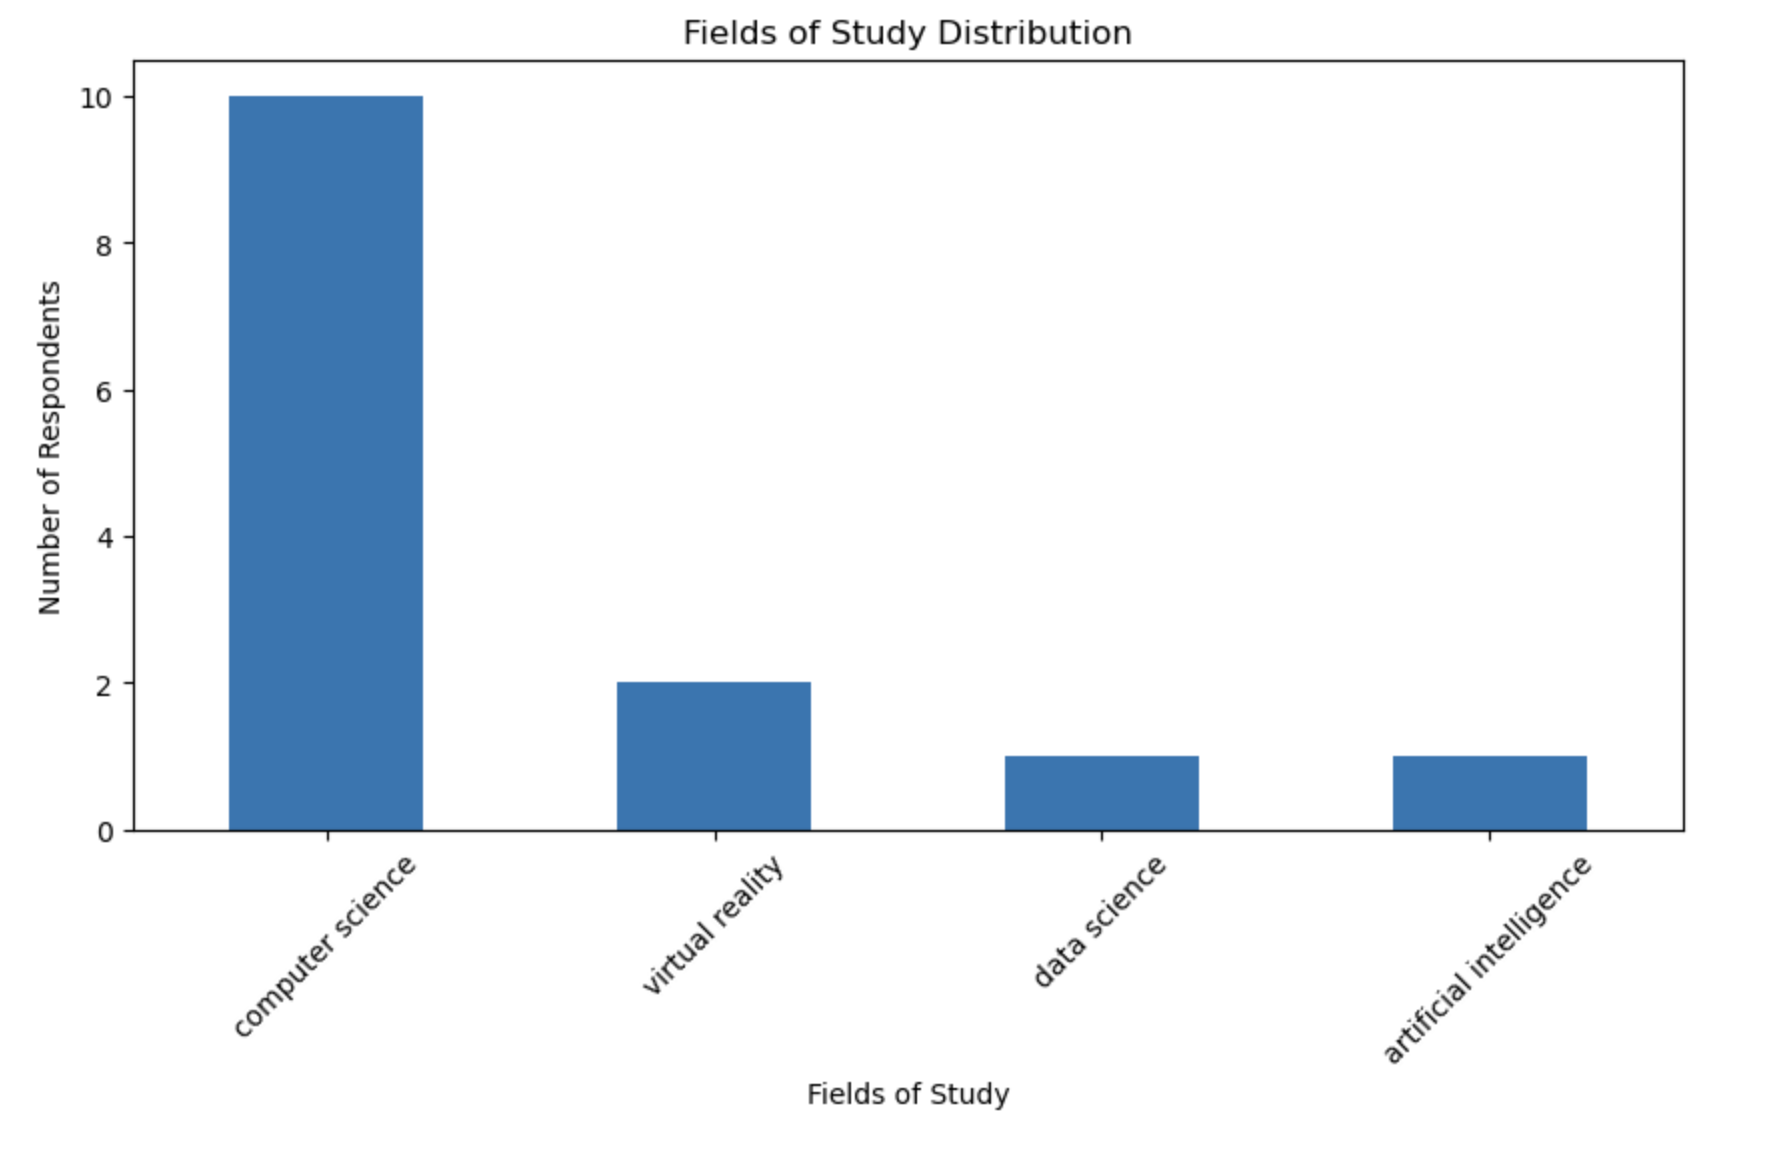 Fields of Study Distribution
Number of Respondents
10
8
6
4
2
0
computer science
virtual reality
data science
artificial intelligence
Fields of Study